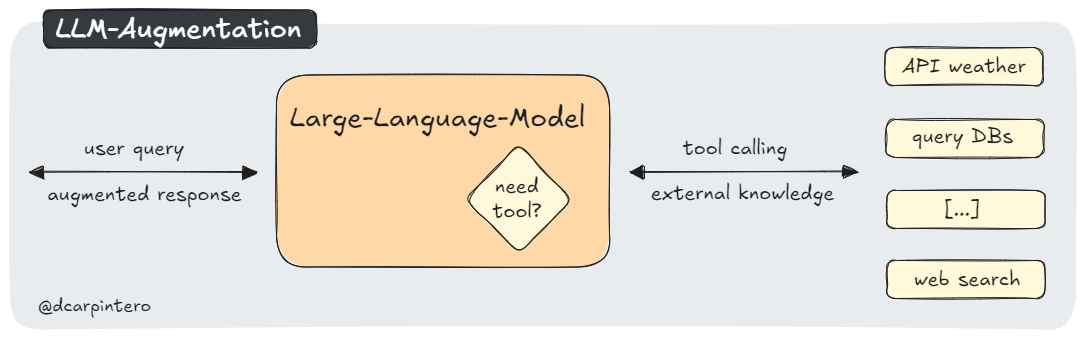 LLM-Augmentation
user query
augmented response
Large-Language-Model
need
tool?
tool calling
external knowledge
API weather
query DBs
[...]
web search
@dcarpintero